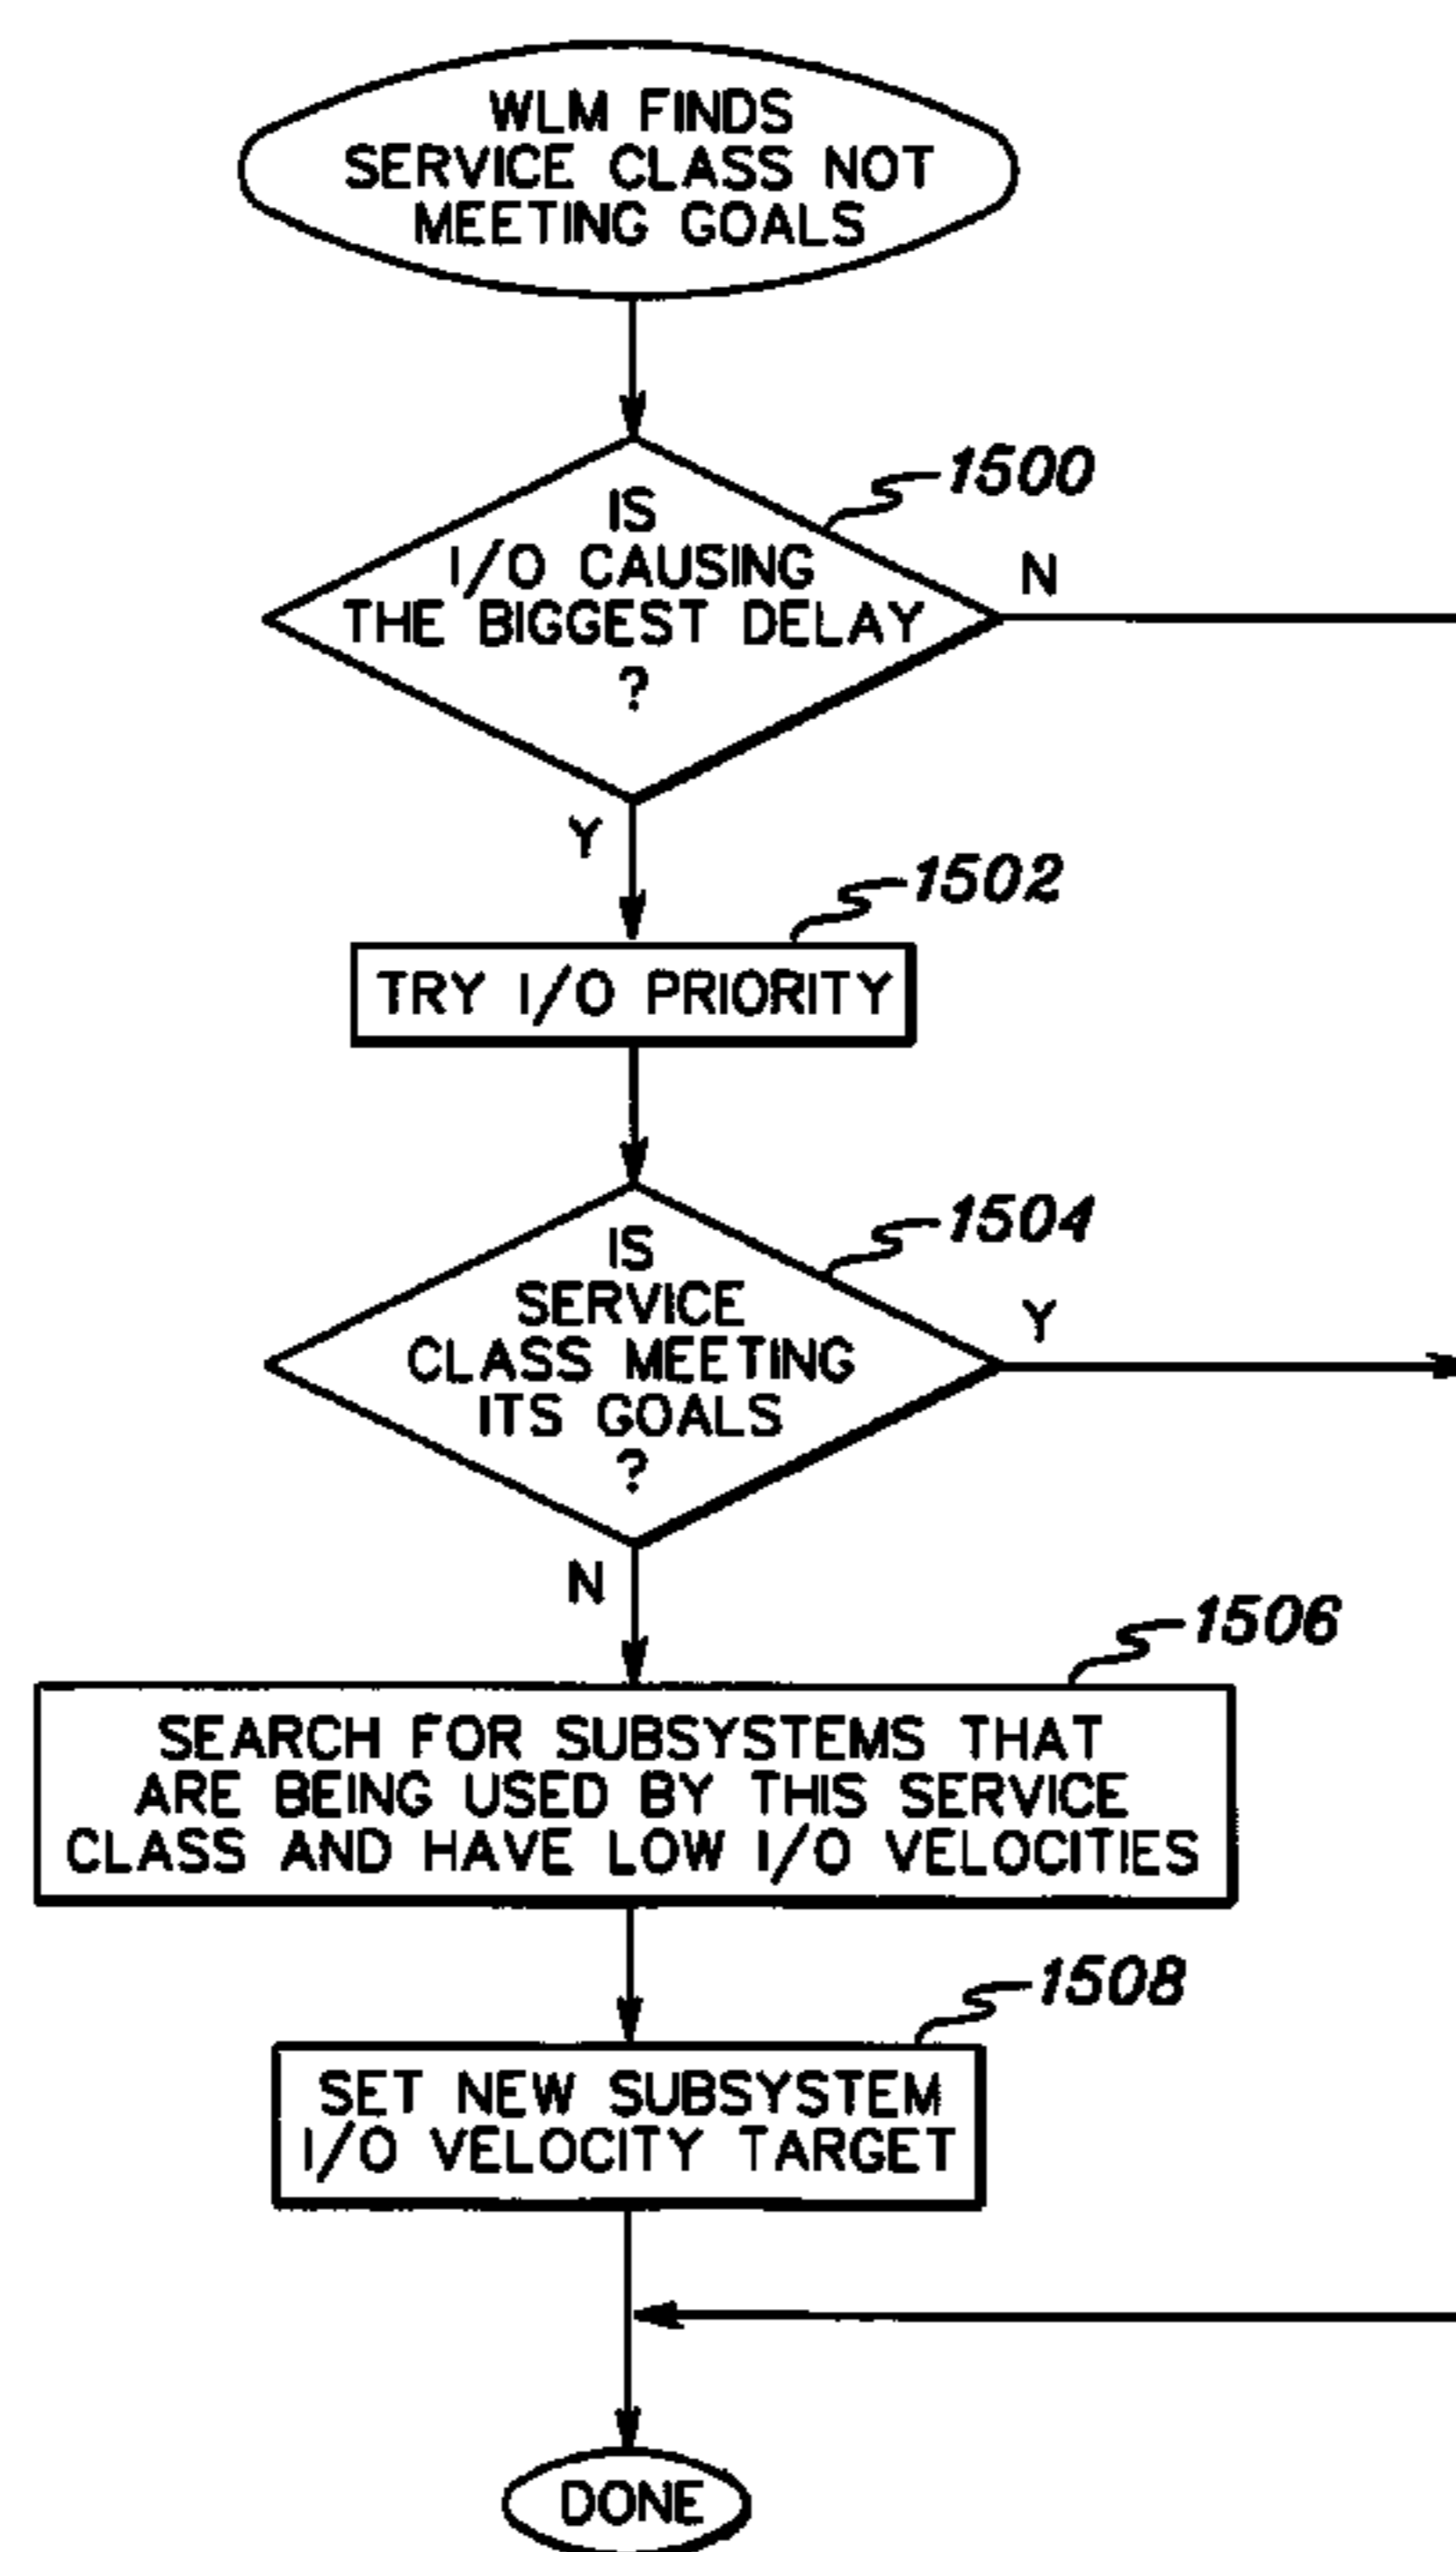 WLM FINDS
SERVICE CLASS NOT
MEETING GOALS
1500
IS
I/O CAUSING
THE BIGGEST DELAY
?
N
Y
1502
TRY I/O PRIORITY
1504
IS
SERVICE
CLASS MEETING
ITS GOALS
?
Y
N
1506
SEARCH FOR SUBSYSTEMS THAT
ARE BEING USED BY THIS SERVICE
CLASS AND HAVE LOW I/O VELOCITIES
1508
SET NEW SUBSYSTEM
I/O VELOCITY TARGET
DONE